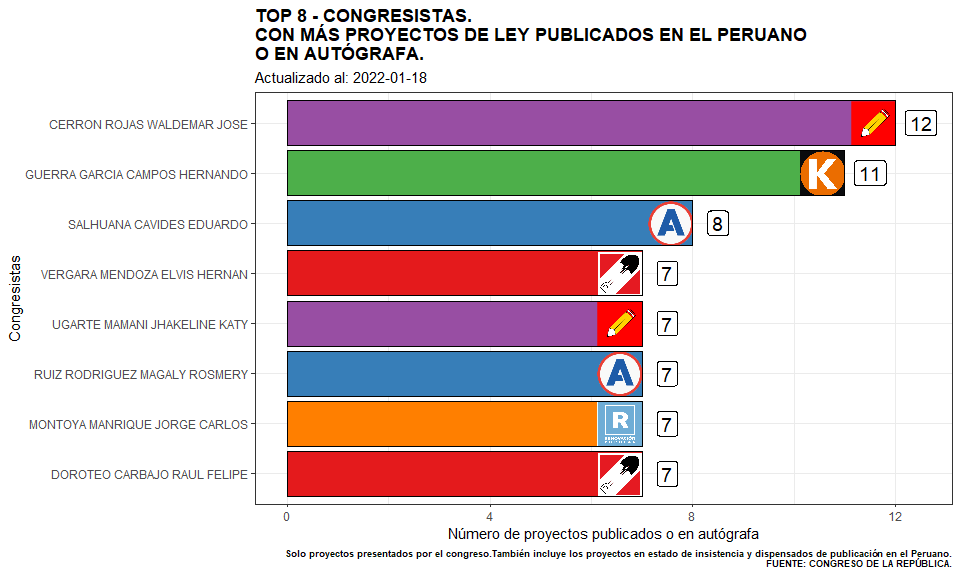 TOP 8 - CONGRESISTAS.
CON MÁS PROYECTOS DE LEY PUBLICADOS EN EL PERUANO
O EN AUTÓGRAFA.
Actualizado al: 2022-01-18
Congresistas
CERRON ROJAS WALDEMAR JOSE 12
GUERRA GARCIA CAMPOS HERNANDO K 11
SALHUANA CAVIDES EDUARDO A 8
VERGARA MENDOZA ELVIS HERNAN 7
UGARTE MAMANI JHAKELINE KATY 7
RUIZ RODRIGUEZ MAGALY ROSMERY A 7
MONTOYA MANRIQUE JORGE CARLOS R RENOVACIÓN POPULAR 7
DOROTEO CARBAJO RAUL FELIPE 7
0 4 8 12
Número de proyectos publicados o en autógrafa
Solo proyectos presentados por el congreso.También incluye los proyectos en estado de insistencia y dispensados de publicación en el Peruano.
FUENTE: CONGRESO DE LA REPÚBLICA.